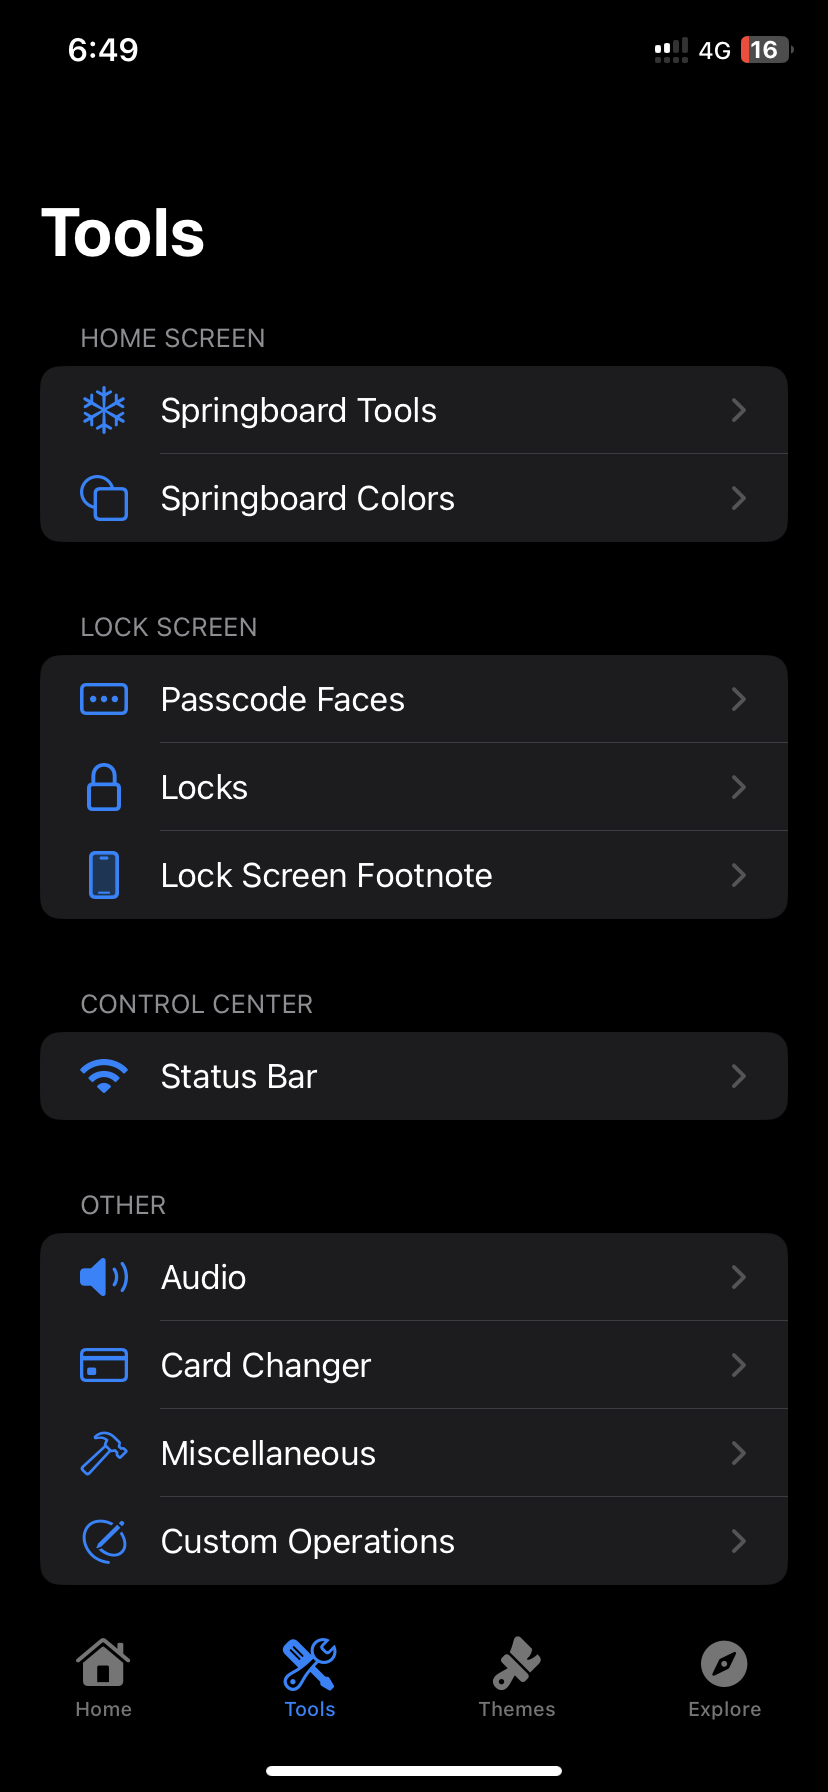 6:49
4G 16
Tools
HOME SCREEN
Springboard Tools
Springboard Colors
LOCK SCREEN
Passcode Faces
Locks
Lock Screen Footnote
CONTROL CENTER
Status Bar
OTHER
Audio
Card Changer
Miscellaneous
Custom Operations
Home Tools Themes Explore